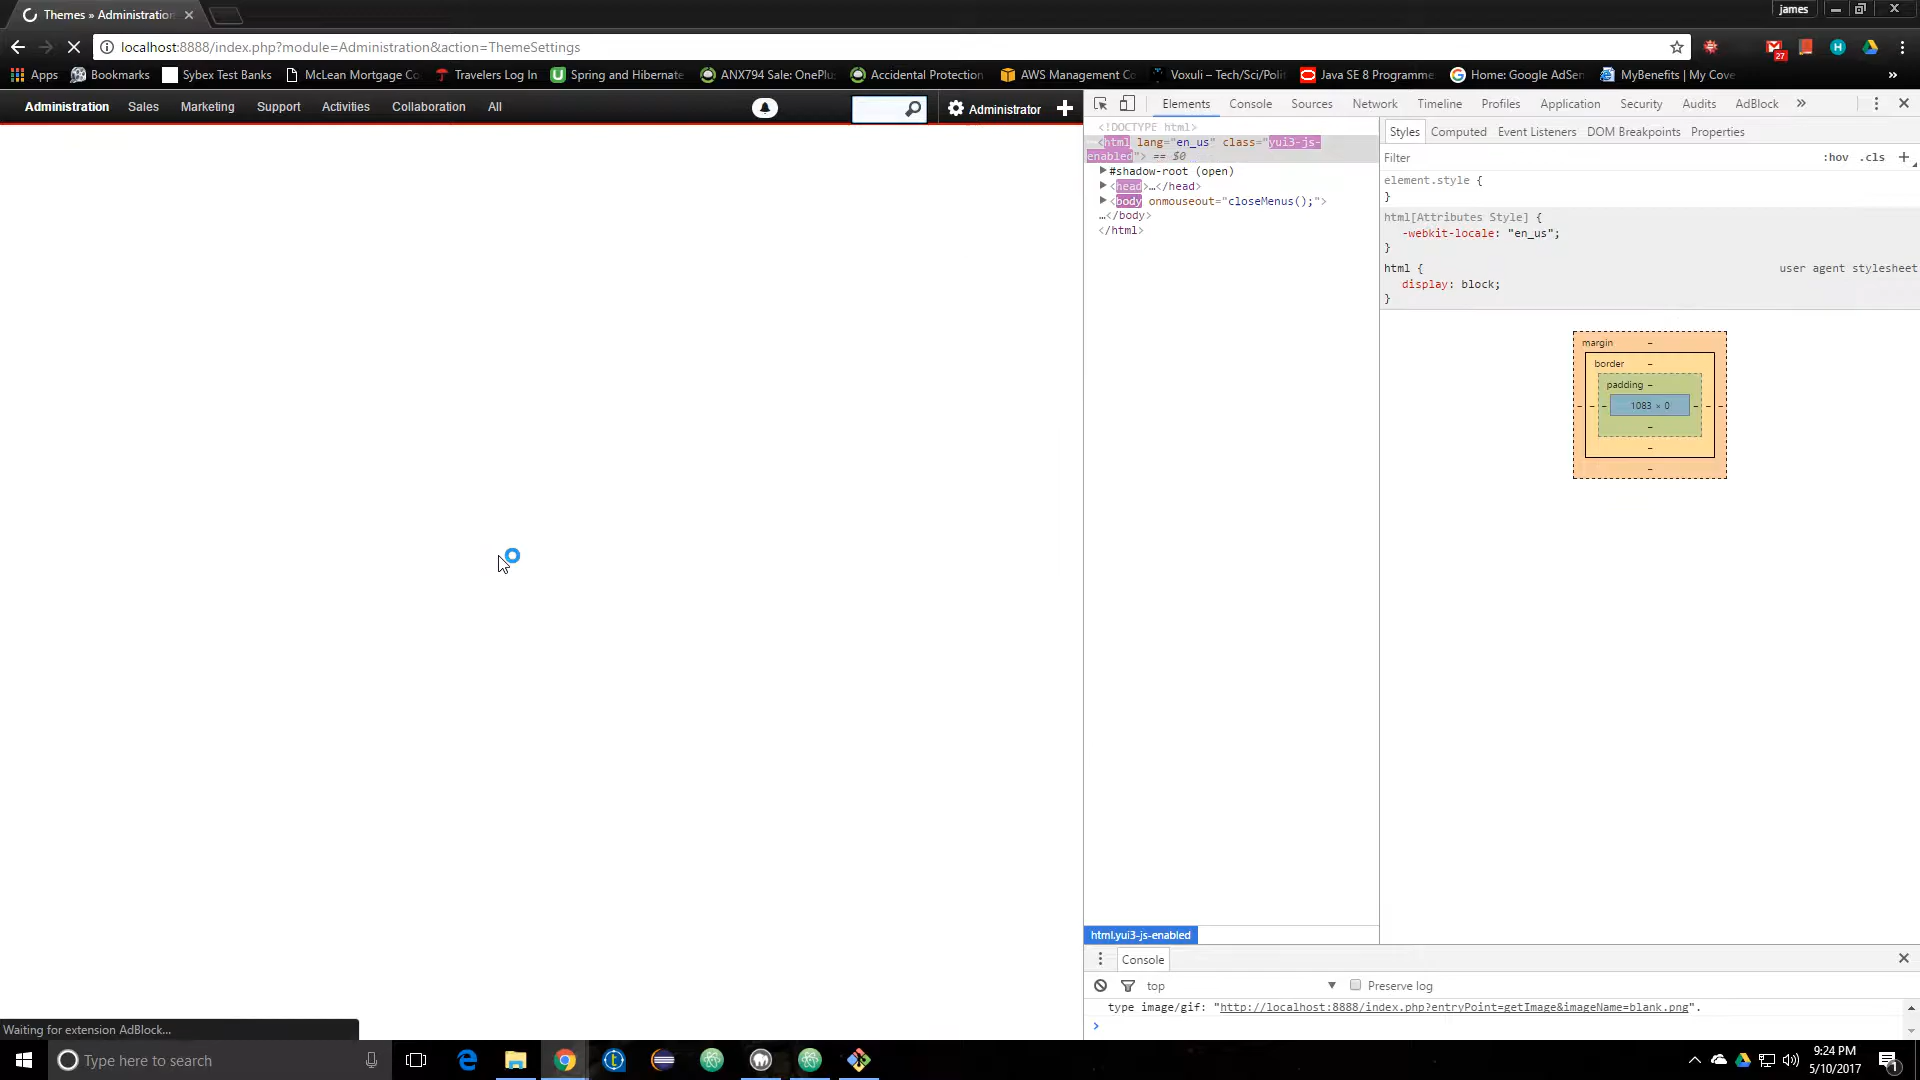 Themes » Administration
james
localhost:8888/index.php?module=Administration&action=ThemeSettings
27
Apps Bookmarks Sybex Test Banks McLean Mortgage Co Travelers Log In Spring and Hibernate ANX794 Sale: OnePlu Accidental Protection AWS Management Co Voxuli – Tech/Sci/Poli Java SE 8 Programme Home: Google AdSen MyBenefits | My Cove »
Administration Sales Marketing Support Activities Collaboration All Administrator
Elements Console Sources Network Timeline Profiles Application Security Audits AdBlock »
<!DOCTYPE html>
<html lang="en_us" class="yui3-js-
enabled"> == $0
#shadow-root (open)
<head>…</head>
<body onmouseout="closeMenus();">
…</body>
</html>
Styles Computed Event Listeners DOM Breakpoints Properties
Filter :hov .cls +
element.style {
}
html[Attributes Style] {
-webkit-locale: "en_us";
}
html { user agent stylesheet
display: block;
}
margin –
border –
padding –
– – – 1083 × 0 – – –
–
–
–
html.yui3-js-enabled
Console
top Preserve log
type image/gif: "http://localhost:8888/index.php?entryPoint=getImage&imageName=blank.png".
>
Waiting for extension AdBlock...
Type here to search
9:24 PM
5/10/2017
1